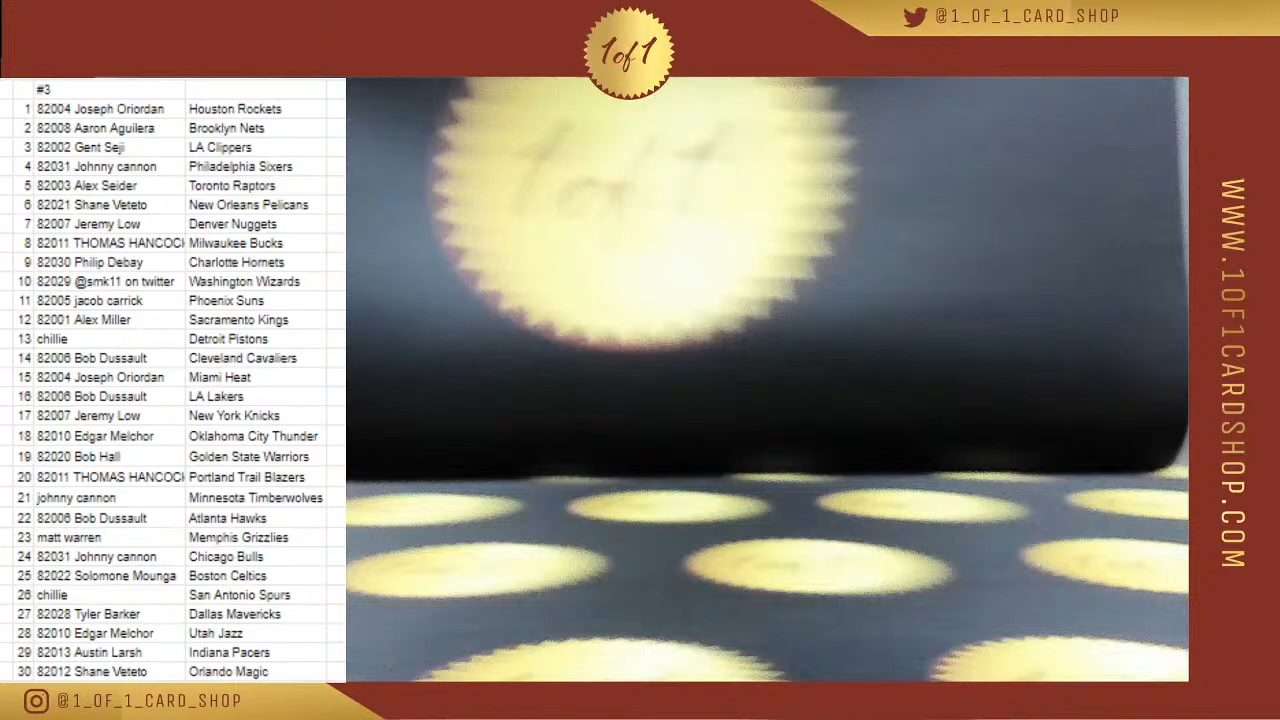 @1_OF_1_CARD_SHOP
1 of 1
#3
1 82004 Joseph Oriordan Houston Rockets
2 82008 Aaron Aguilera Brooklyn Nets
3 82002 Gent Seji LA Clippers
4 82031 Johnny cannon Philadelphia Sixers
5 82003 Alex Seider Toronto Raptors
6 82021 Shane Veteto New Orleans Pelicans
7 82007 Jeremy Low Denver Nuggets
8 82011 THOMAS HANCOCK Milwaukee Bucks
9 82030 Philip Debay Charlotte Hornets
10 82029 @smk11 on twitter Washington Wizards
11 82005 jacob carrick Phoenix Suns
12 82001 Alex Miller Sacramento Kings
13 chillie Detroit Pistons
14 82006 Bob Dussault Cleveland Cavaliers
15 82004 Joseph Oriordan Miami Heat
16 82006 Bob Dussault LA Lakers
17 82007 Jeremy Low New York Knicks
18 82010 Edgar Melchor Oklahoma City Thunder
19 82020 Bob Hall Golden State Warriors
20 82011 THOMAS HANCOCK Portland Trail Blazers
21 johnny cannon Minnesota Timberwolves
22 82006 Bob Dussault Atlanta Hawks
23 matt warren Memphis Grizzlies
24 82031 Johnny cannon Chicago Bulls
25 82022 Solomone Mounga Boston Celtics
26 chillie San Antonio Spurs
27 82028 Tyler Barker Dallas Mavericks
28 82010 Edgar Melchor Utah Jazz
29 82013 Austin Larsh Indiana Pacers
30 82012 Shane Veteto Orlando Magic
1 of 1
WWW.1OF1CARDSHOP.COM
@1_OF_1_CARD_SHOP